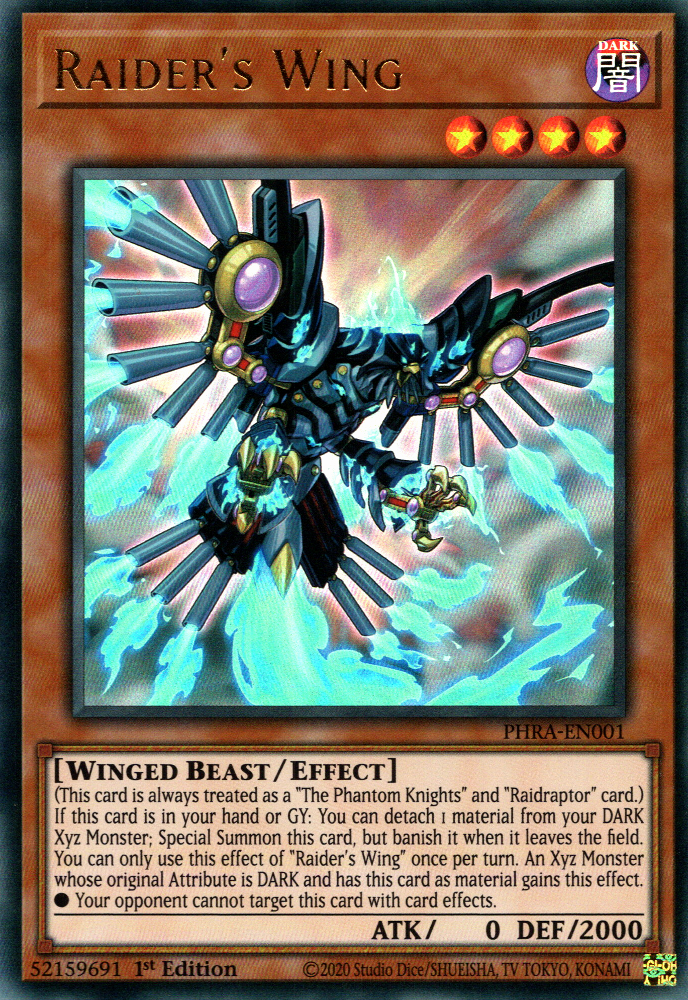 Raider's Wing
DARK
闇
PHRA-EN001
[Winged Beast/Effect]
(This card is always treated as a "The Phantom Knights" and "Raidraptor" card.)
If this card is in your hand or GY: You can detach 1 material from your DARK
Xyz Monster; Special Summon this card, but banish it when it leaves the field.
You can only use this effect of "Raider's Wing" once per turn. An Xyz Monster
whose original Attribute is DARK and has this card as material gains this effect.
● Your opponent cannot target this card with card effects.
ATK/ 0 DEF/2000
52159691 1st Edition ©2020 Studio Dice/SHUEISHA, TV TOKYO, KONAMI